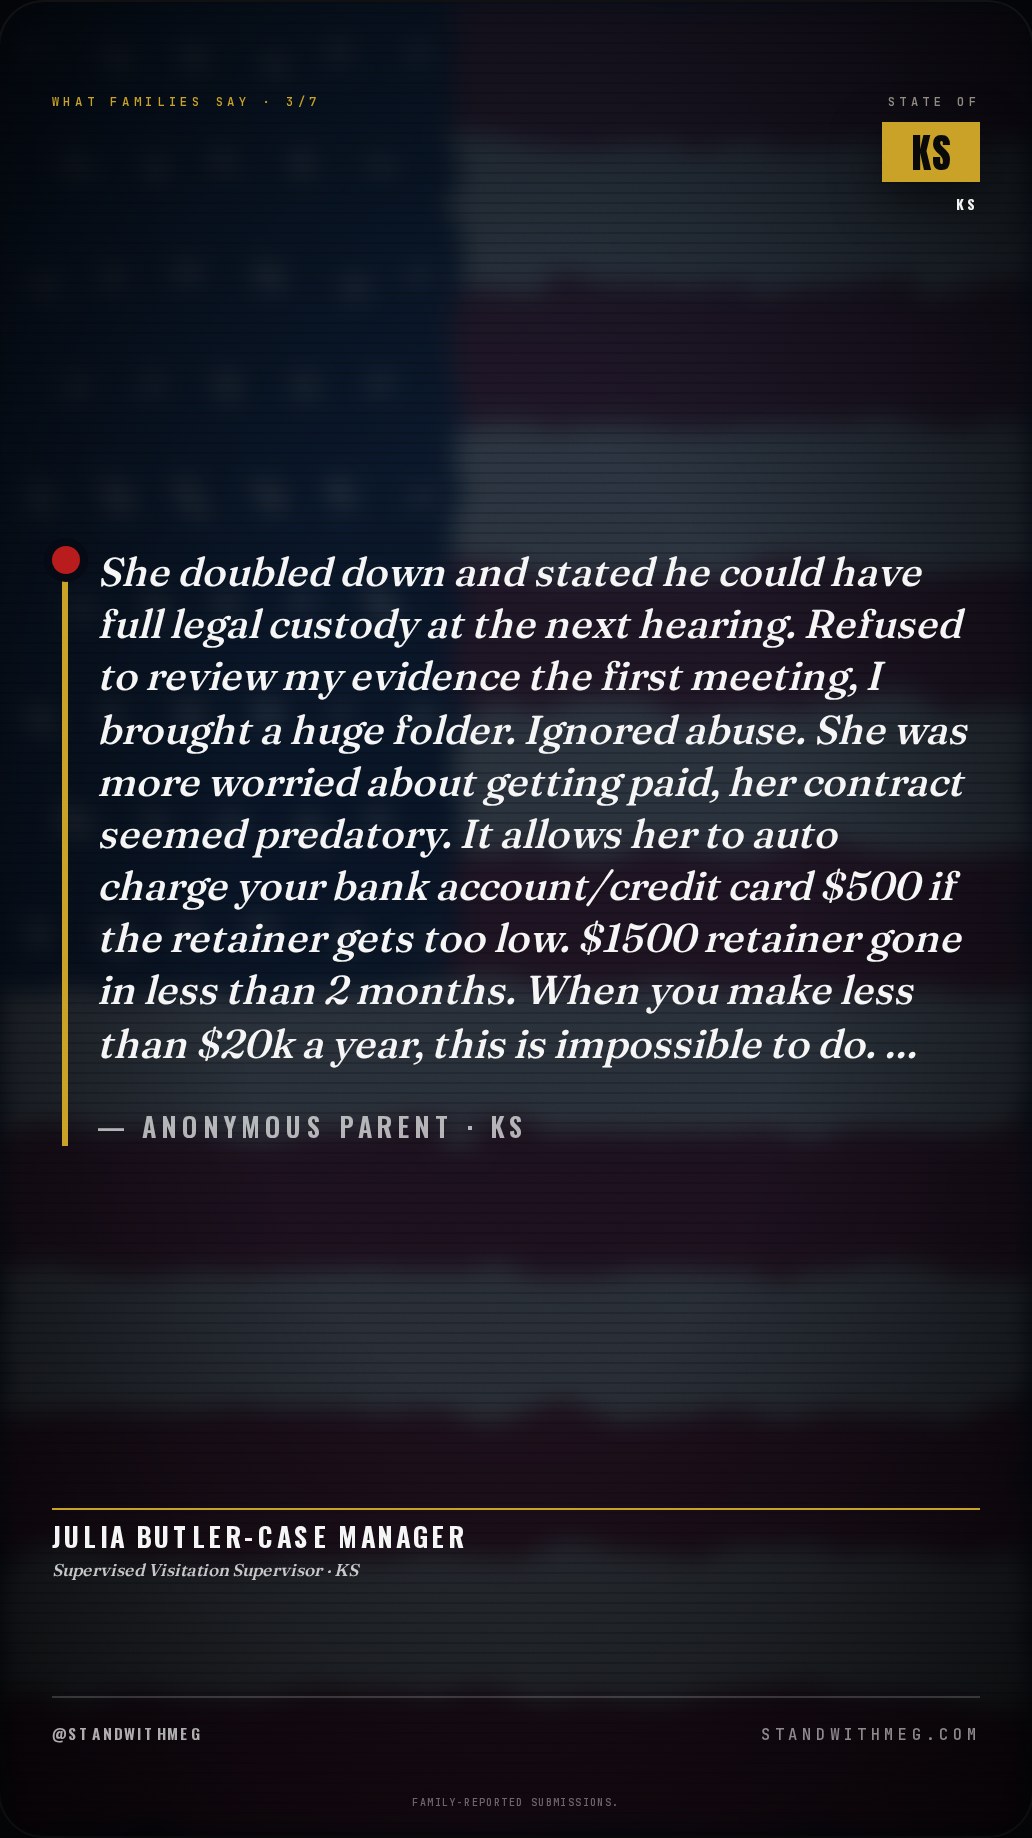 WHAT FAMILIES SAY · 3/7
STATE OF
KS
KS
She doubled down and stated he could have
full legal custody at the next hearing. Refused
to review my evidence the first meeting, I
brought a huge folder. Ignored abuse. She was
more worried about getting paid, her contract
seemed predatory. It allows her to auto
charge your bank account/credit card $500 if
the retainer gets too low. $1500 retainer gone
in less than 2 months. When you make less
than $20k a year, this is impossible to do. ...
— ANONYMOUS PARENT · KS
JULIA BUTLER-CASE MANAGER
Supervised Visitation Supervisor · KS
@STANDWITHMEG
STANDWITHMEG.COM
FAMILY-REPORTED SUBMISSIONS.